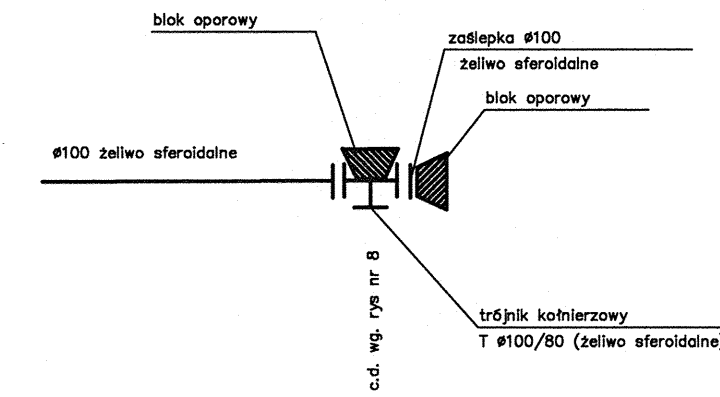 blok oporowy
zaślepka ø100
żeliwo sferoidalne
blok oporowy
ø100 żeliwo sferoidalne
c.d. wg. rys nr 8
trójnik kołnierzowy
T ø100/80 (żeliwo sferoidalne)